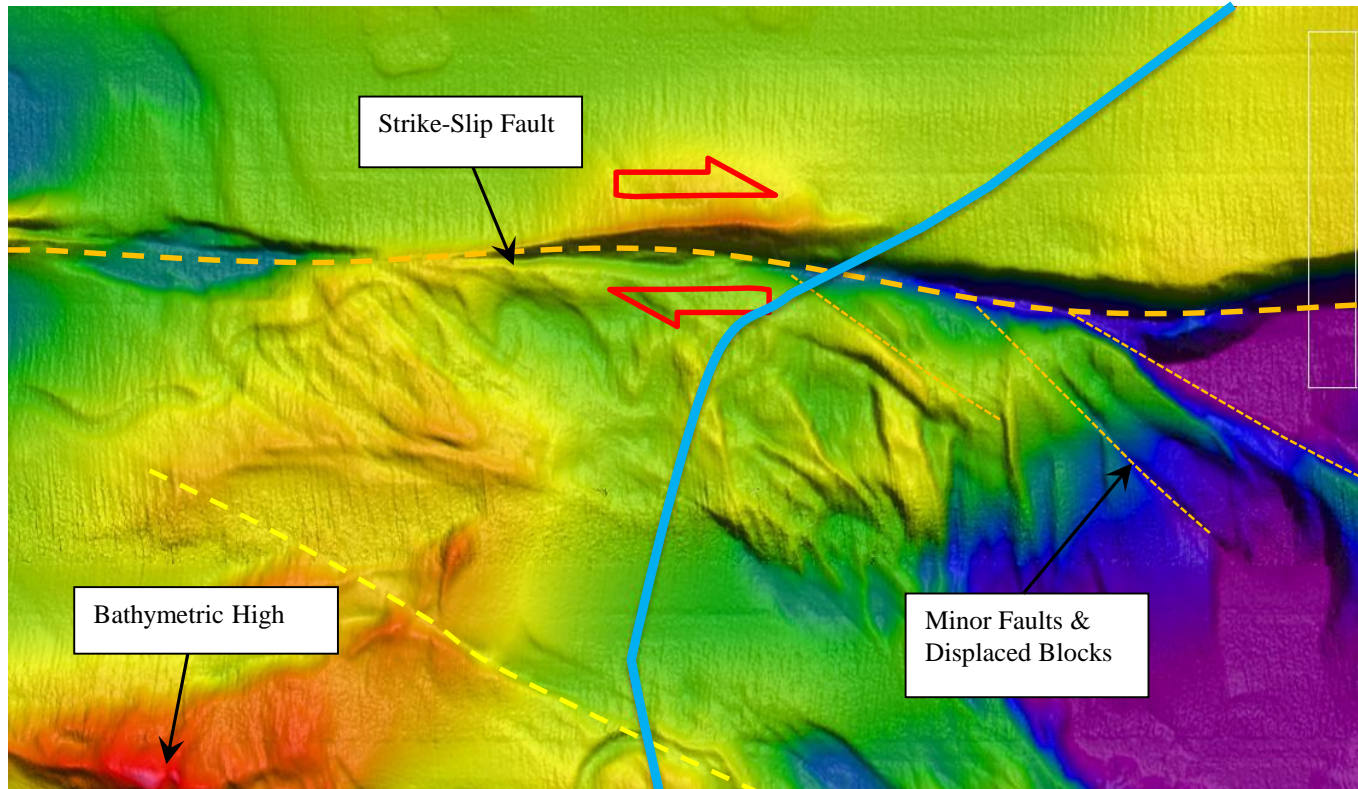 Strike-Slip Fault
Bathymetric High
Minor Faults &
Displaced Blocks